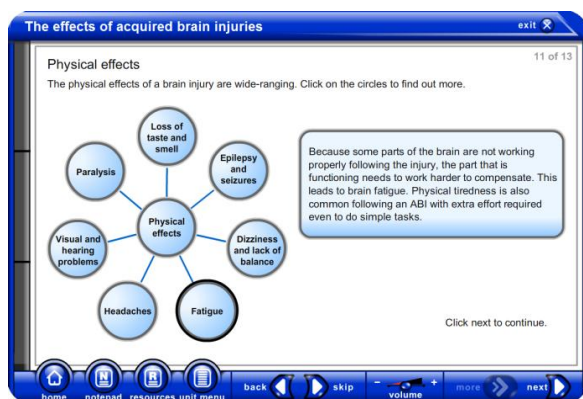 The effects of acquired brain injuries
exit
11 of 13
Physical effects
The physical effects of a brain injury are wide-ranging. Click on the circles to find out more.
Loss of
taste and
smell
Epilepsy
and
seizures
Paralysis
Physical
effects
Visual and
hearing
problems
Dizziness
and lack of
balance
Headaches
Fatigue
Because some parts of the brain are not working
properly following the injury, the part that is
functioning needs to work harder to compensate. This
leads to brain fatigue. Physical tiredness is also
common following an ABI with extra effort required
even to do simple tasks.
Click next to continue.
N
R
home
notepad
resources
unit menu
back
skip
- +
volume
more
next